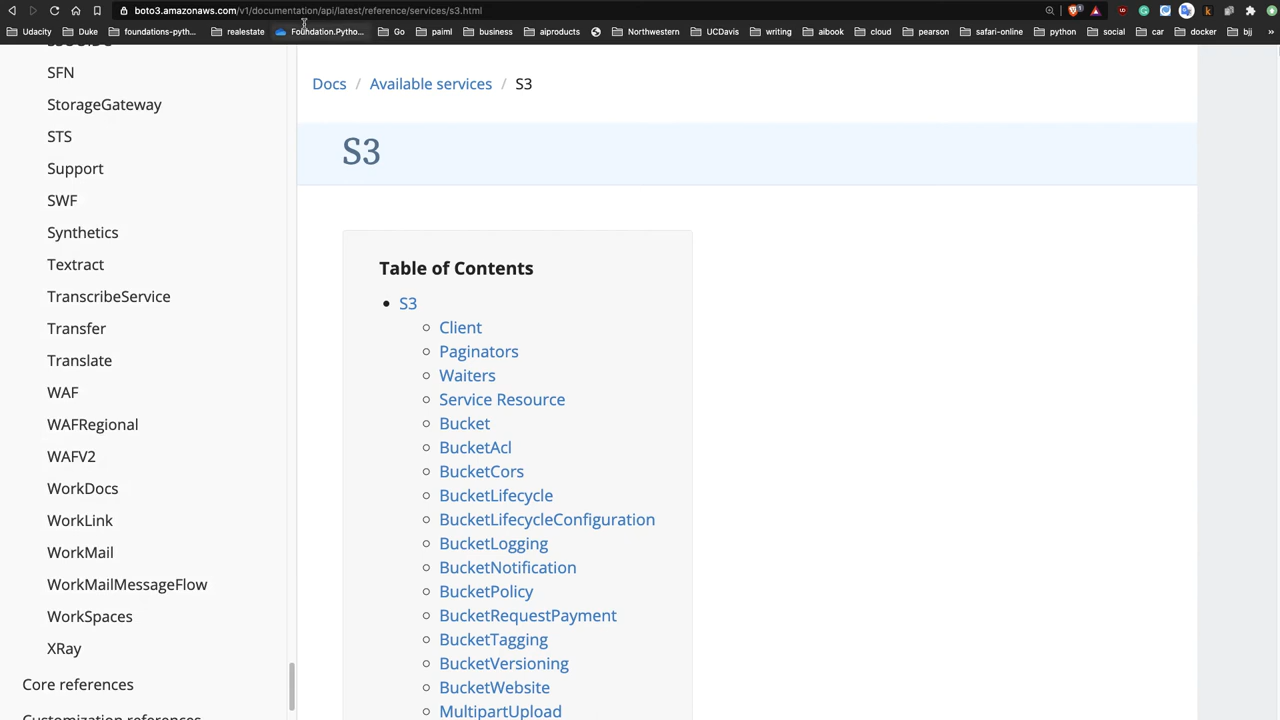 boto3.amazonaws.com/v1/documentation/api/latest/reference/services/s3.html
Udacity Duke foundations-pyth... realestate Foundation.Pytho... Go paiml business aiproducts Northwestern UCDavis writing aibook cloud pearson safari-online python social car docker bjj »
SFN
StorageGateway
STS
Support
SWF
Synthetics
Textract
TranscribeService
Transfer
Translate
WAF
WAFRegional
WAFV2
WorkDocs
WorkLink
WorkMail
WorkMailMessageFlow
WorkSpaces
XRay
Core references
Customization references
Docs / Available services / S3
S3
Table of Contents
S3
Client
Paginators
Waiters
Service Resource
Bucket
BucketAcl
BucketCors
BucketLifecycle
BucketLifecycleConfiguration
BucketLogging
BucketNotification
BucketPolicy
BucketRequestPayment
BucketTagging
BucketVersioning
BucketWebsite
MultipartUpload